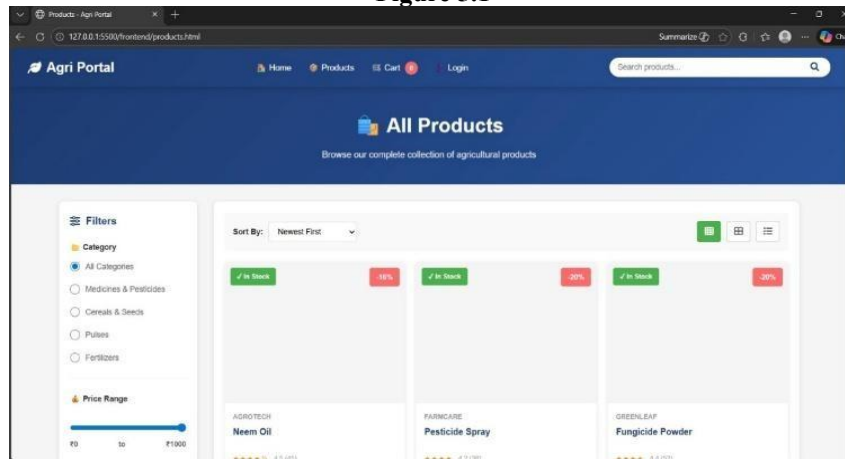 Products - Agri Portal
127.0.0.1:5500/frontend/products.html
Summarize
Agri Portal
Home Products Cart Login
Search products...
All Products
Browse our complete collection of agricultural products
Filters
Category
All Categories
Medicines & Pesticides
Cereals & Seeds
Pulses
Fertilizers
Price Range
₹0 to ₹1000
Sort By: Newest First
✓ In Stock ✓ In Stock -20% ✓ In Stock -20%
AGROTECH FARMCARE GREENLEAF
Neem Oil Pesticide Spray Fungicide Powder